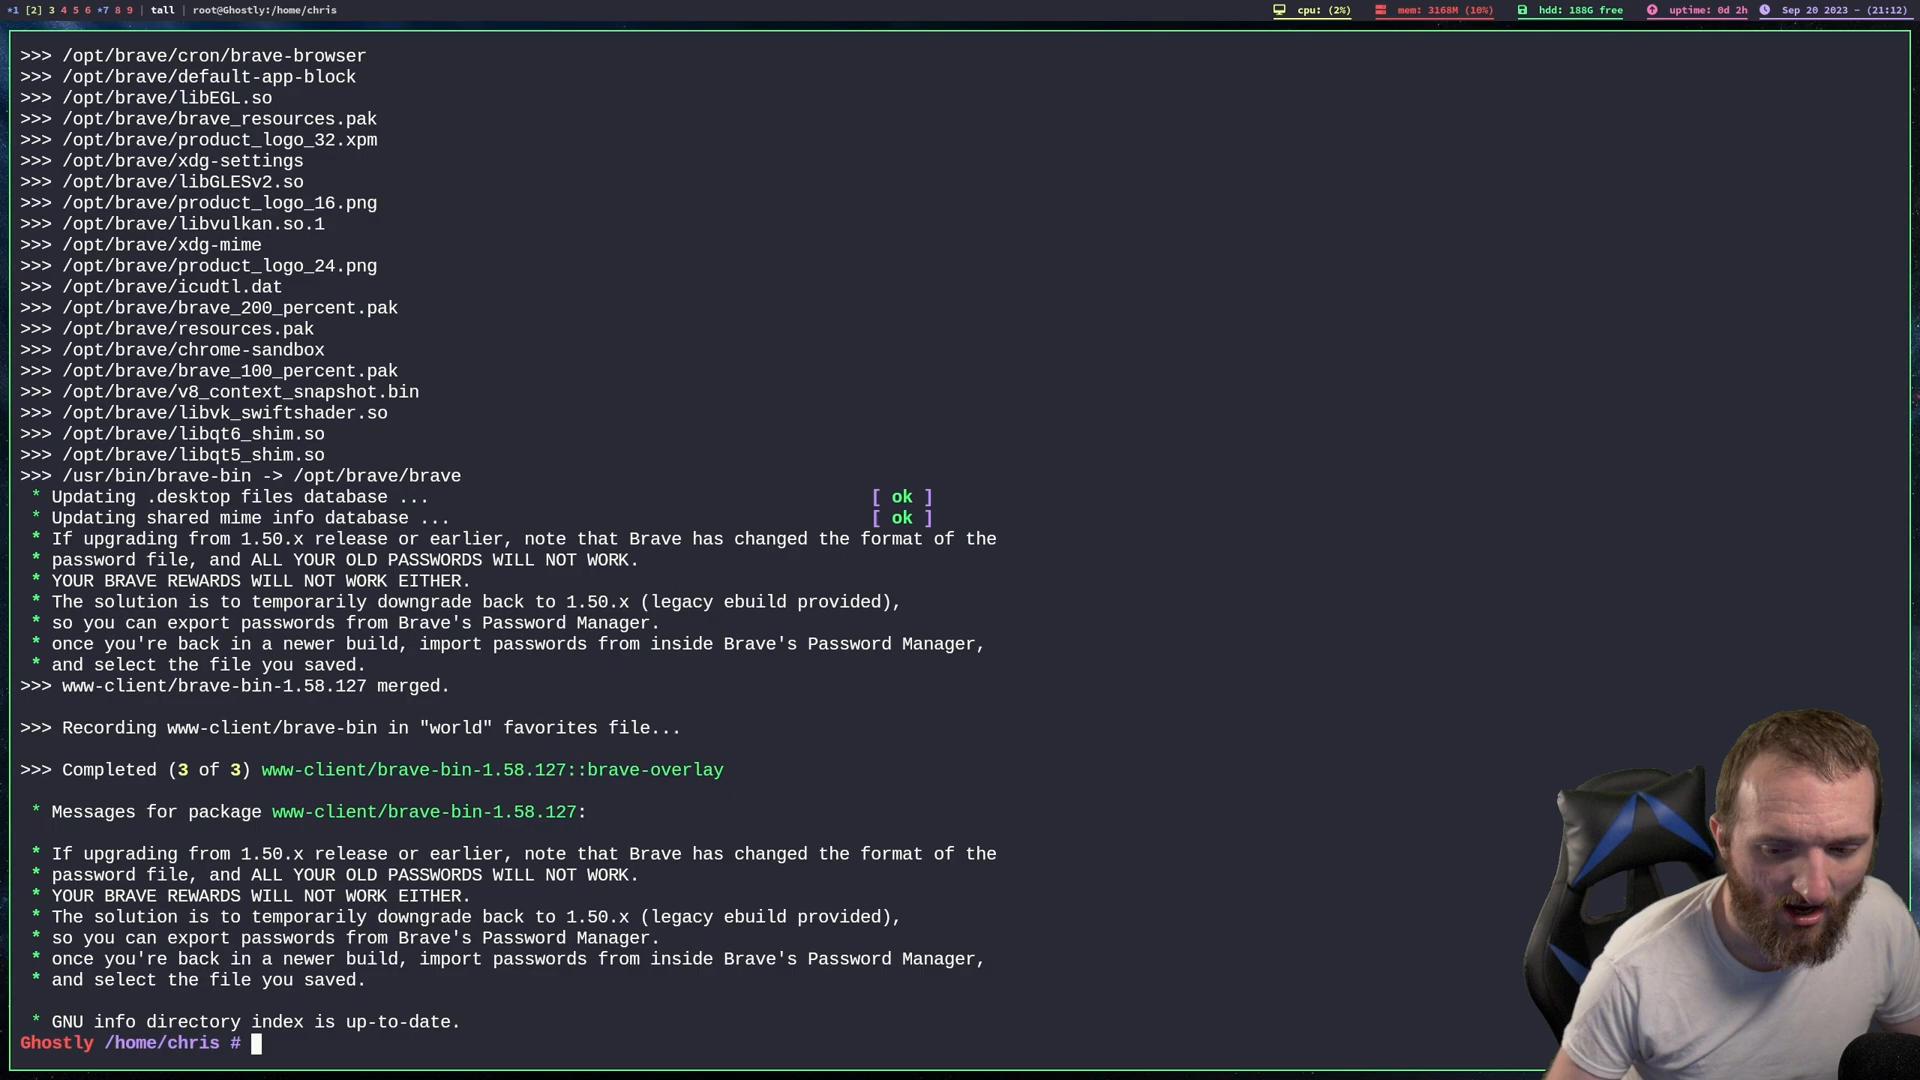 *1 [2] 3 4 5 6 *7 8 9 | tall | root@Ghostly:/home/chris
cpu: (2%) mem: 3168M (10%) hdd: 188G free uptime: 0d 2h Sep 20 2023 - (21:12)
>>> /opt/brave/cron/brave-browser
>>> /opt/brave/default-app-block
>>> /opt/brave/libEGL.so
>>> /opt/brave/brave_resources.pak
>>> /opt/brave/product_logo_32.xpm
>>> /opt/brave/xdg-settings
>>> /opt/brave/libGLESv2.so
>>> /opt/brave/product_logo_16.png
>>> /opt/brave/libvulkan.so.1
>>> /opt/brave/xdg-mime
>>> /opt/brave/product_logo_24.png
>>> /opt/brave/icudtl.dat
>>> /opt/brave/brave_200_percent.pak
>>> /opt/brave/resources.pak
>>> /opt/brave/chrome-sandbox
>>> /opt/brave/brave_100_percent.pak
>>> /opt/brave/v8_context_snapshot.bin
>>> /opt/brave/libvk_swiftshader.so
>>> /opt/brave/libqt6_shim.so
>>> /opt/brave/libqt5_shim.so
>>> /usr/bin/brave-bin -> /opt/brave/brave
* Updating .desktop files database ... [ ok ]
* Updating shared mime info database ... [ ok ]
* If upgrading from 1.50.x release or earlier, note that Brave has changed the format of the
* password file, and ALL YOUR OLD PASSWORDS WILL NOT WORK.
* YOUR BRAVE REWARDS WILL NOT WORK EITHER.
* The solution is to temporarily downgrade back to 1.50.x (legacy ebuild provided),
* so you can export passwords from Brave's Password Manager.
* once you're back in a newer build, import passwords from inside Brave's Password Manager,
* and select the file you saved.
>>> www-client/brave-bin-1.58.127 merged.
>>> Recording www-client/brave-bin in "world" favorites file...
>>> Completed (3 of 3) www-client/brave-bin-1.58.127::brave-overlay
* Messages for package www-client/brave-bin-1.58.127:
* If upgrading from 1.50.x release or earlier, note that Brave has changed the format of the
* password file, and ALL YOUR OLD PASSWORDS WILL NOT WORK.
* YOUR BRAVE REWARDS WILL NOT WORK EITHER.
* The solution is to temporarily downgrade back to 1.50.x (legacy ebuild provided),
* so you can export passwords from Brave's Password Manager.
* once you're back in a newer build, import passwords from inside Brave's Password Manager,
* and select the file you saved.
* GNU info directory index is up-to-date.
Ghostly /home/chris #